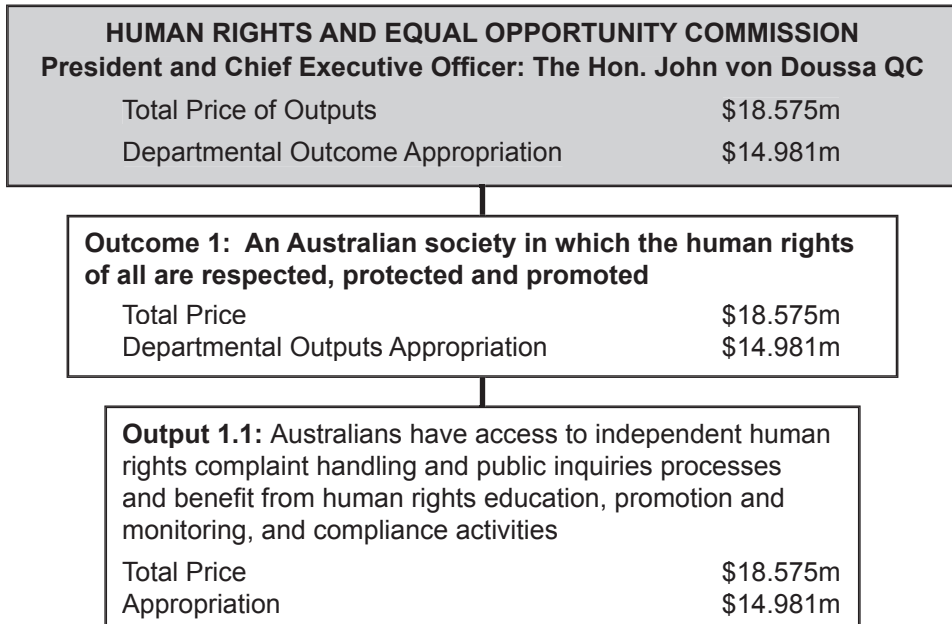 HUMAN RIGHTS AND EQUAL OPPORTUNITY COMMISSION
President and Chief Executive Officer: The Hon. John von Doussa QC
Total Price of Outputs $18.575m
Departmental Outcome Appropriation $14.981m
Outcome 1: An Australian society in which the human rights
of all are respected, protected and promoted
Total Price $18.575m
Departmental Outputs Appropriation $14.981m
Output 1.1: Australians have access to independent human
rights complaint handling and public inquiries processes
and benefit from human rights education, promotion and
monitoring, and compliance activities
Total Price $18.575m
Appropriation $14.981m